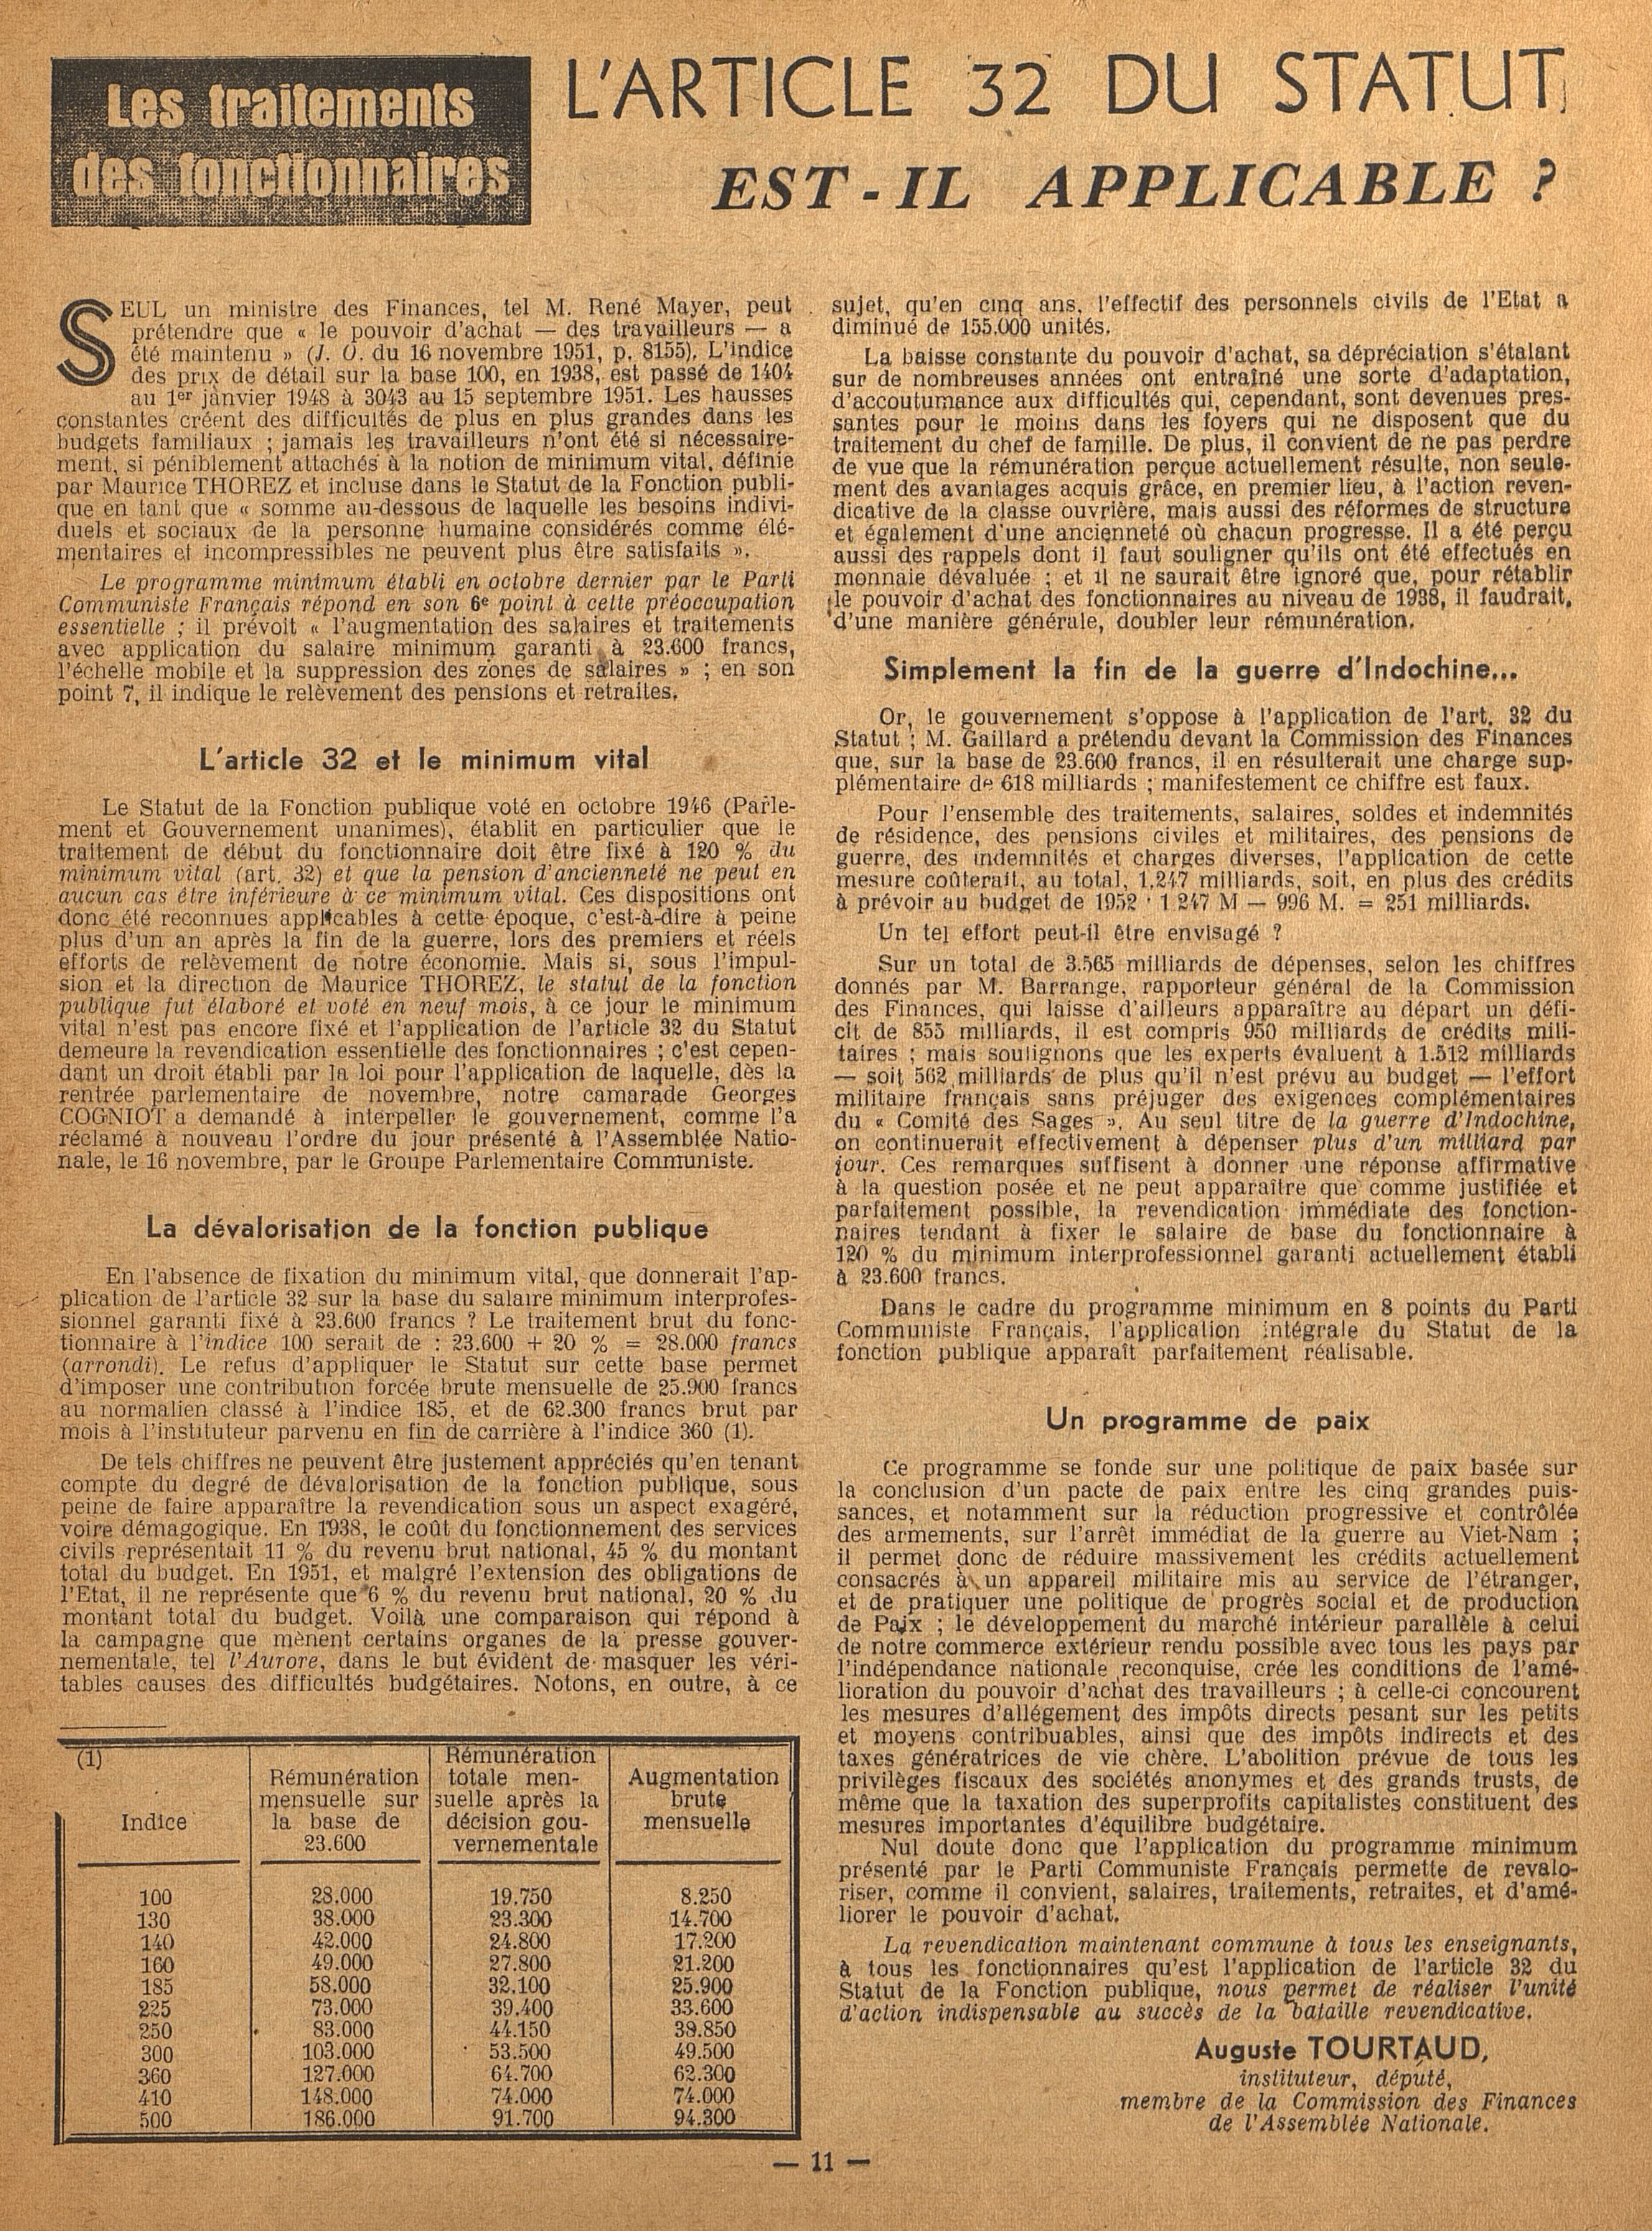 Les traitements
des fonctionnaires
L'ARTICLE 32 DU STATUT
EST-IL APPLICABLE ?
SEUL un ministre des Finances, tel M. René Mayer, peut
prétendre que « le pouvoir d'achat — des travailleurs — a
été maintenu » (J. O. du 16 novembre 1951, p. 8155). L'indice
des prix de détail sur la base 100, en 1938, est passé de 1404
au 1er janvier 1948 à 3043 au 15 septembre 1951. Les hausses
constantes créent des difficultés de plus en plus grandes dans les
budgets familiaux ; jamais les travailleurs n'ont été si nécessaire-
ment, si péniblement attachés à la notion de minimum vital, définie
par Maurice THOREZ et incluse dans le Statut de la Fonction publi-
que en tant que « somme au-dessous de laquelle les besoins indivi-
duels et sociaux de la personne humaine considérés comme élé-
mentaires et incompressibles ne peuvent plus être satisfaits ».
Le programme minimum établi en octobre dernier par le Parti
Communiste Français répond en son 6e point à cette préoccupation
essentielle ; il prévoit « l'augmentation des salaires et traitements
avec application du salaire minimum garanti à 23.600 francs,
l'échelle mobile et la suppression des zones de salaires » ; en son
point 7, il indique le relèvement des pensions et retraites.
L'article 32 et le minimum vital
Le Statut de la Fonction publique voté en octobre 1946 (Parle-
ment et Gouvernement unanimes), établit en particulier que le
traitement de début du fonctionnaire doit être fixé à 120 % du
minimum vital (art. 32) et que la pension d'ancienneté ne peut en
aucun cas être inférieure à ce minimum vital. Ces dispositions ont
donc été reconnues applicables à cette époque, c'est-à-dire à peine
plus d'un an après la fin de la guerre, lors des premiers et réels
efforts de relèvement de notre économie. Mais si, sous l'impul-
sion et la direction de Maurice THOREZ, le statut de la fonction
publique fut élaboré et voté en neuf mois, à ce jour le minimum
vital n'est pas encore fixé et l'application de l'article 32 du Statut
demeure la revendication essentielle des fonctionnaires ; c'est cepen-
dant un droit établi par la loi pour l'application de laquelle, dès la
rentrée parlementaire de novembre, notre camarade Georges
COGNIOT a demandé à interpeller le gouvernement, comme l'a
réclamé à nouveau l'ordre du jour présenté à l'Assemblée Natio-
nale, le 16 novembre, par le Groupe Parlementaire Communiste.
La dévalorisation de la fonction publique
En l'absence de fixation du minimum vital, que donnerait l'ap-
plication de l'article 32 sur la base du salaire minimum interprofes-
sionnel garanti fixé à 23.600 francs ? Le traitement brut du fonc-
tionnaire à l'indice 100 serait de : 23.600 + 20 % = 28.000 francs
(arrondi). Le refus d'appliquer le Statut sur cette base permet
d'imposer une contribution forcée brute mensuelle de 25.900 francs
au normalien classé à l'indice 185, et de 62.300 francs brut par
mois à l'instituteur parvenu en fin de carrière à l'indice 360 (1).
De tels chiffres ne peuvent être justement appréciés qu'en tenant
compte du degré de dévalorisation de la fonction publique, sous
peine de faire apparaître la revendication sous un aspect exagéré,
voire démagogique. En 1938, le coût du fonctionnement des services
civils représentait 11 % du revenu brut national, 45 % du montant
total du budget. En 1951, et malgré l'extension des obligations de
l'Etat, il ne représente que 6 % du revenu brut national, 20 % du
montant total du budget. Voilà une comparaison qui répond à
la campagne que mènent certains organes de la presse gouver-
nementale, tel l'Aurore, dans le but évident de masquer les véri-
tables causes des difficultés budgétaires. Notons, en outre, à ce
(1)
Indice
Rémunération
mensuelle sur
la base de
23.600
Rémunération
totale men-
suelle après la
décision gou-
vernementale
Augmentation
brute
mensuelle
100 28.000 19.750 8.250
130 38.000 23.300 14.700
140 42.000 24.800 17.200
160 49.000 27.800 21.200
185 58.000 32.100 25.900
225 73.000 39.400 33.600
250 83.000 44.150 38.850
300 103.000 53.500 49.500
360 127.000 64.700 62.300
410 148.000 74.000 74.000
500 186.000 91.700 94.300
sujet, qu'en cinq ans, l'effectif des personnels civils de l'Etat a
diminué de 155.000 unités.
La baisse constante du pouvoir d'achat, sa dépréciation s'étalant
sur de nombreuses années ont entraîné une sorte d'adaptation,
d'accoutumance aux difficultés qui, cependant, sont devenues pres-
santes pour le moins dans les foyers qui ne disposent que du
traitement du chef de famille. De plus, il convient de ne pas perdre
de vue que la rémunération perçue actuellement résulte, non seule-
ment des avantages acquis grâce, en premier lieu, à l'action reven-
dicative de la classe ouvrière, mais aussi des réformes de structure
et également d'une ancienneté où chacun progresse. Il a été perçu
aussi des rappels dont il faut souligner qu'ils ont été effectués en
monnaie dévaluée ; et il ne saurait être ignoré que, pour rétablir
le pouvoir d'achat des fonctionnaires au niveau de 1938, il faudrait,
d'une manière générale, doubler leur rémunération.
Simplement la fin de la guerre d'Indochine...
Or, le gouvernement s'oppose à l'application de l'art. 32 du
Statut ; M. Gaillard a prétendu devant la Commission des Finances
que, sur la base de 23.600 francs, il en résulterait une charge sup-
plémentaire de 618 milliards ; manifestement ce chiffre est faux.
Pour l'ensemble des traitements, salaires, soldes et indemnités
de résidence, des pensions civiles et militaires, des pensions de
guerre, des indemnités et charges diverses, l'application de cette
mesure coûterait, au total, 1.247 milliards, soit, en plus des crédits
à prévoir au budget de 1952 : 1 247 M — 996 M. = 251 milliards.
Un tel effort peut-il être envisagé ?
Sur un total de 3.565 milliards de dépenses, selon les chiffres
donnés par M. Barrange, rapporteur général de la Commission
des Finances, qui laisse d'ailleurs apparaître au départ un défi-
cit de 855 milliards, il est compris 950 milliards de crédits mili-
taires ; mais soulignons que les experts évaluent à 1.512 milliards
— soit 562 milliards de plus qu'il n'est prévu au budget — l'effort
militaire français sans préjuger des exigences complémentaires
du « Comité des Sages ». Au seul titre de la guerre d'Indochine,
on continuerait effectivement à dépenser plus d'un milliard par
jour. Ces remarques suffisent à donner une réponse affirmative
à la question posée et ne peut apparaître que comme justifiée et
parfaitement possible, la revendication immédiate des fonction-
naires tendant à fixer le salaire de base du fonctionnaire à
120 % du minimum interprofessionnel garanti actuellement établi
à 23.600 francs.
Dans le cadre du programme minimum en 8 points du Parti
Communiste Français, l'application intégrale du Statut de la
fonction publique apparaît parfaitement réalisable.
Un programme de paix
Ce programme se fonde sur une politique de paix basée sur
la conclusion d'un pacte de paix entre les cinq grandes puis-
sances, et notamment sur la réduction progressive et contrôlée
des armements, sur l'arrêt immédiat de la guerre au Viet-Nam ;
il permet donc de réduire massivement les crédits actuellement
consacrés à un appareil militaire mis au service de l'étranger,
et de pratiquer une politique de progrès social et de production
de Paix ; le développement du marché intérieur parallèle à celui
de notre commerce extérieur rendu possible avec tous les pays par
l'indépendance nationale reconquise, crée les conditions de l'amé-
lioration du pouvoir d'achat des travailleurs ; à celle-ci concourent
les mesures d'allégement des impôts directs pesant sur les petits
et moyens contribuables, ainsi que des impôts indirects et des
taxes génératrices de vie chère. L'abolition prévue de tous les
privilèges fiscaux des sociétés anonymes et des grands trusts, de
même que la taxation des superprofits capitalistes constituent des
mesures importantes d'équilibre budgétaire.
Nul doute donc que l'application du programme minimum
présenté par le Parti Communiste Français permette de revalo-
riser, comme il convient, salaires, traitements, retraites, et d'amé-
liorer le pouvoir d'achat.
La revendication maintenant commune à tous les enseignants,
à tous les fonctionnaires qu'est l'application de l'article 32 du
Statut de la Fonction publique, nous permet de réaliser l'unité
d'action indispensable au succès de la bataille revendicative.
Auguste TOURTAUD,
instituteur, député,
membre de la Commission des Finances
de l'Assemblée Nationale.
— 11 —